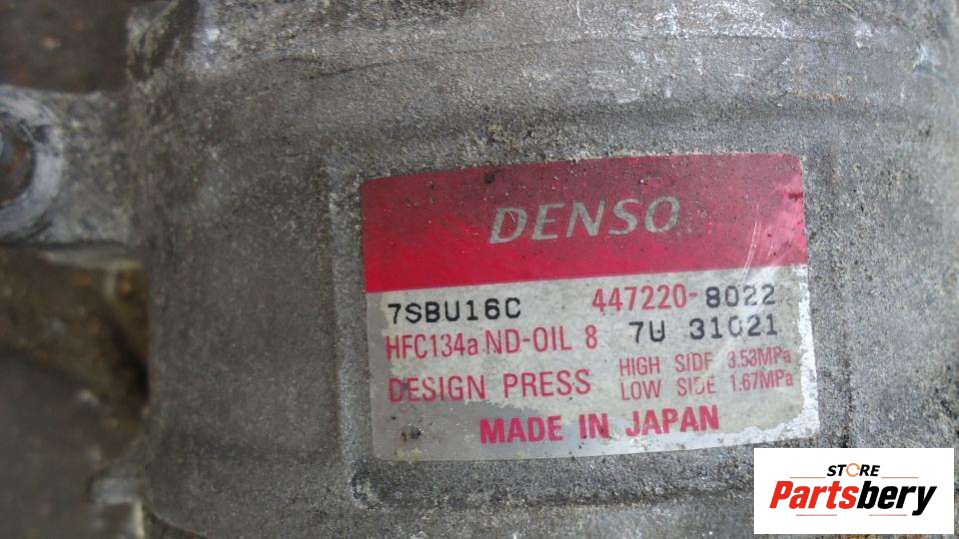 DENSO
7SBU16C 447220-8022
HFC134a ND-OIL 8 7U 31021
DESIGN PRESS HIGH SIDE 3.53MPa
LOW SIDE 1.67MPa
MADE IN JAPAN
STORE
Partsbery